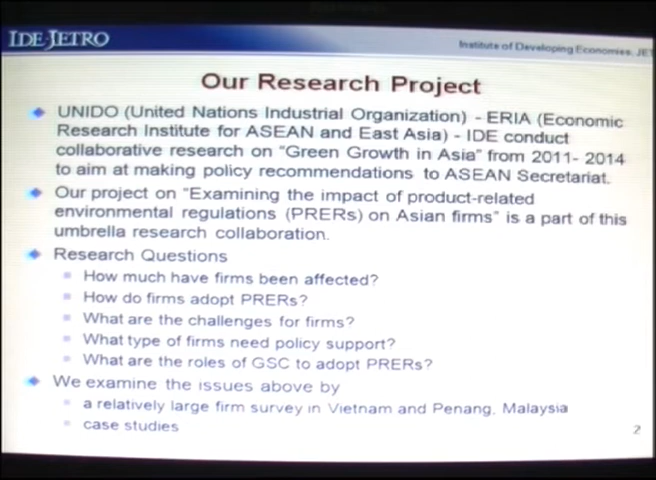 IDE-JETRO
Institute of Developing Economies, JE
Our Research Project
UNIDO (United Nations Industrial Organization) - ERIA (Economic
Research Institute for ASEAN and East Asia) - IDE conduct
collaborative research on "Green Growth in Asia" from 2011- 2014
to aim at making policy recommendations to ASEAN Secretariat.
Our project on "Examining the impact of product-related
environmental regulations (PRERs) on Asian firms" is a part of this
umbrella research collaboration.
Research Questions
How much have firms been affected?
How do firms adopt PRERs?
What are the challenges for firms?
What type of firms need policy support?
What are the roles of GSC to adopt PRERs?
We examine the issues above by
a relatively large firm survey in Vietnam and Penang, Malaysia
case studies
2